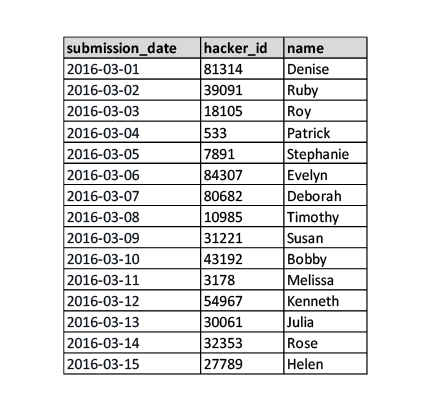 submission_date hacker_id name
2016-03-01 81314 Denise
2016-03-02 39091 Ruby
2016-03-03 18105 Roy
2016-03-04 533 Patrick
2016-03-05 7891 Stephanie
2016-03-06 84307 Evelyn
2016-03-07 80682 Deborah
2016-03-08 10985 Timothy
2016-03-09 31221 Susan
2016-03-10 43192 Bobby
2016-03-11 3178 Melissa
2016-03-12 54967 Kenneth
2016-03-13 30061 Julia
2016-03-14 32353 Rose
2016-03-15 27789 Helen